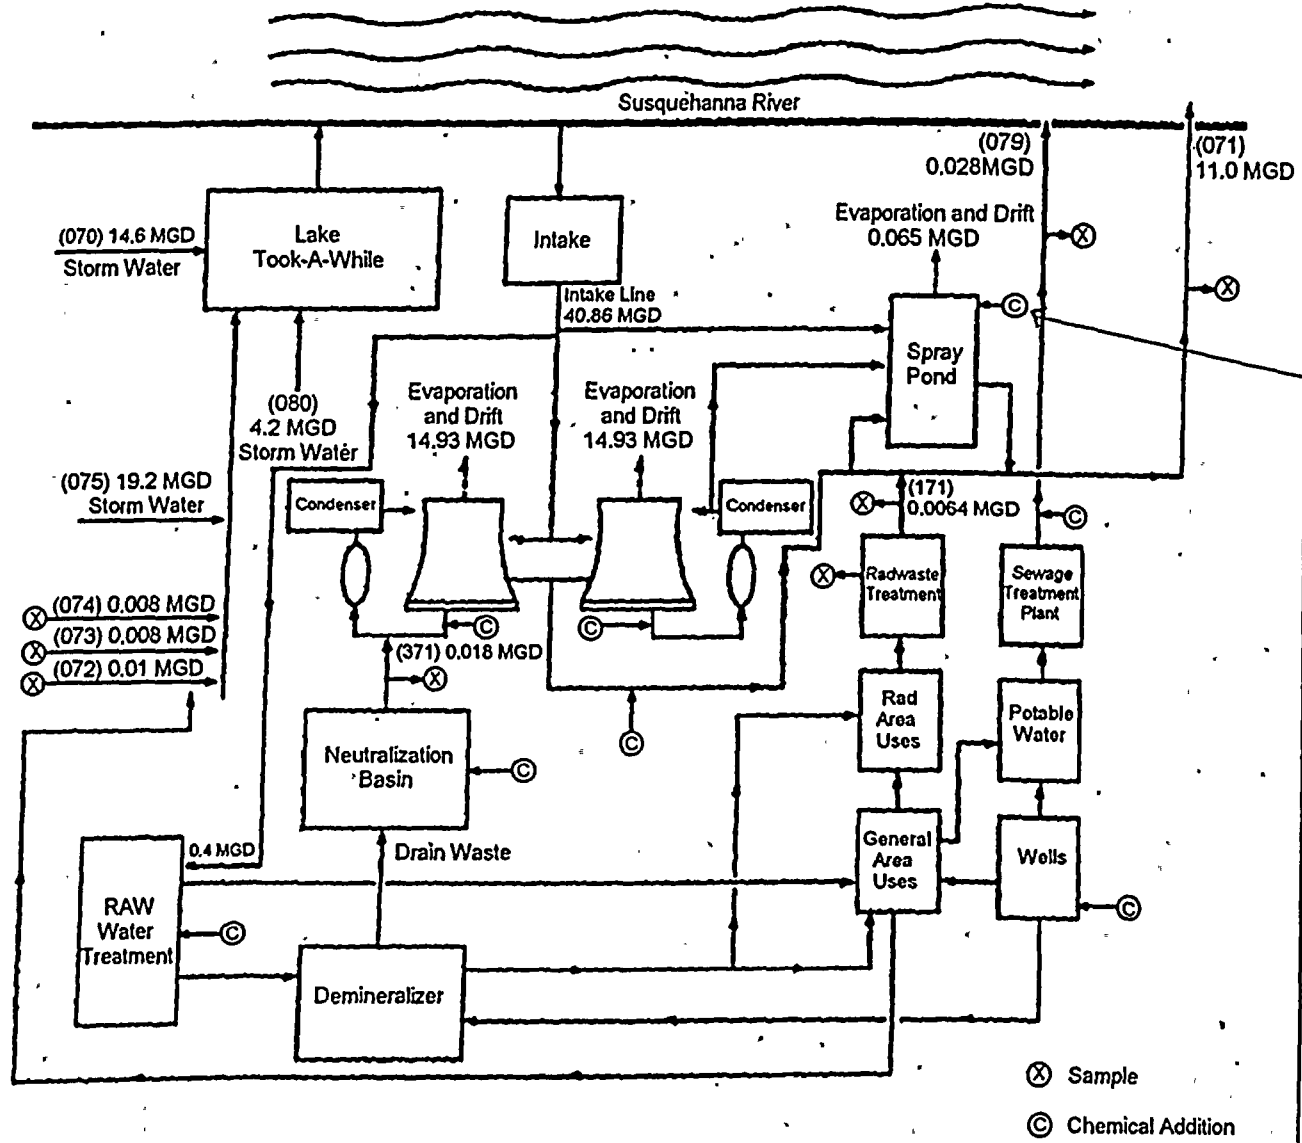 Susquehanna River
(079)
0.028MGD
(071)
11.0 MGD
Evaporation and Drift
0.065 MGD
(070) 14.6 MGD
Storm Water
Lake
Took-A-While
Intake
X
X
Intake Line
40.86 MGD
C
Spray
Pond
Evaporation
and Drift
14.93 MGD
Evaporation
and Drift
14.93 MGD
(080)
4.2 MGD
Storm Water
(075) 19.2 MGD
Storm Water
Condenser
Condenser
X
(171)
0.0064 MGD
C
X
Radwaste
Treatment
Sewage
Treatment
Plant
X
(074) 0.008 MGD
X
(073) 0.008 MGD
X
(072) 0.01 MGD
C
C
(371) 0.018 MGD
X
Rad
Area
Uses
Potable
Water
C
Neutralization
Basin
C
0.4 MGD
Drain Waste
General
Area
Uses
Wells
C
RAW
Water
Treatment
C
Demineralizer
X Sample
C Chemical Addition